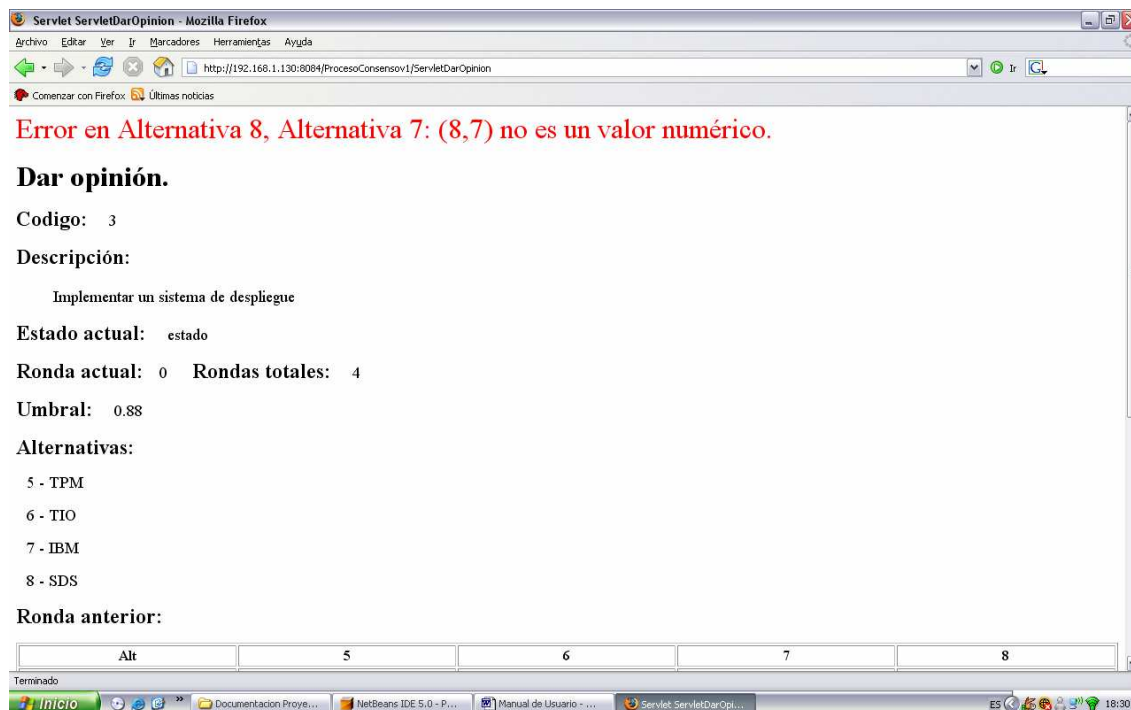 Servlet ServletDarOpinion - Mozilla Firefox
Archivo Editar Ver Ir Marcadores Herramientas Ayuda
http://192.168.1.130:8084/ProcesoConsensov1/ServletDarOpinion Ir
Comenzar con Firefox Últimas noticias
Error en Alternativa 8, Alternativa 7: (8,7) no es un valor numérico.
Dar opinión.
Codigo: 3
Descripción:
Implementar un sistema de despliegue
Estado actual: estado
Ronda actual: 0 Rondas totales: 4
Umbral: 0.88
Alternativas:
5 - TPM
6 - TIO
7 - IBM
8 - SDS
Ronda anterior:
Alt 5 6 7 8
Terminado
Inicio Documentacion Proye... NetBeans IDE 5.0 - P... Manual de Usuario - ... Servlet ServletDarOpi... ES 18:30